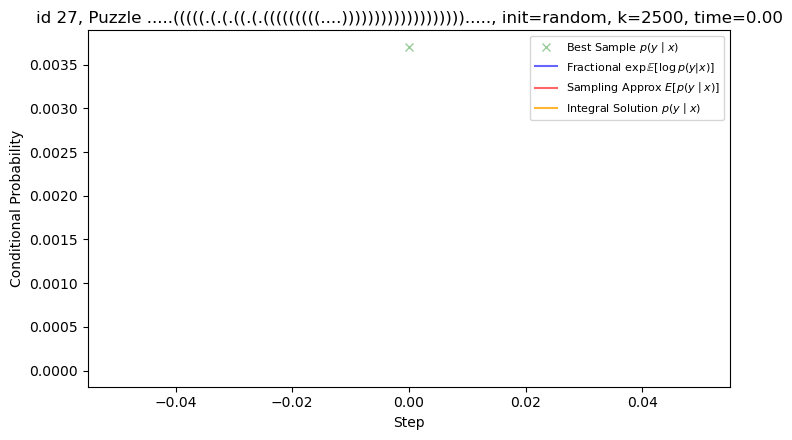 id 27, Puzzle .....(((((.(.(.((.(.(((((((((....)))))))))))))))))))....., init=random, k=2500, time=0.00
Best Sample p(y | x)
Fractional exp𝔼[log p(y|x)]
Sampling Approx E[p(y | x)]
Integral Solution p(y | x)
Conditional Probability
0.0035
0.0030
0.0025
0.0020
0.0015
0.0010
0.0005
0.0000
−0.04 −0.02 0.00 0.02 0.04
Step